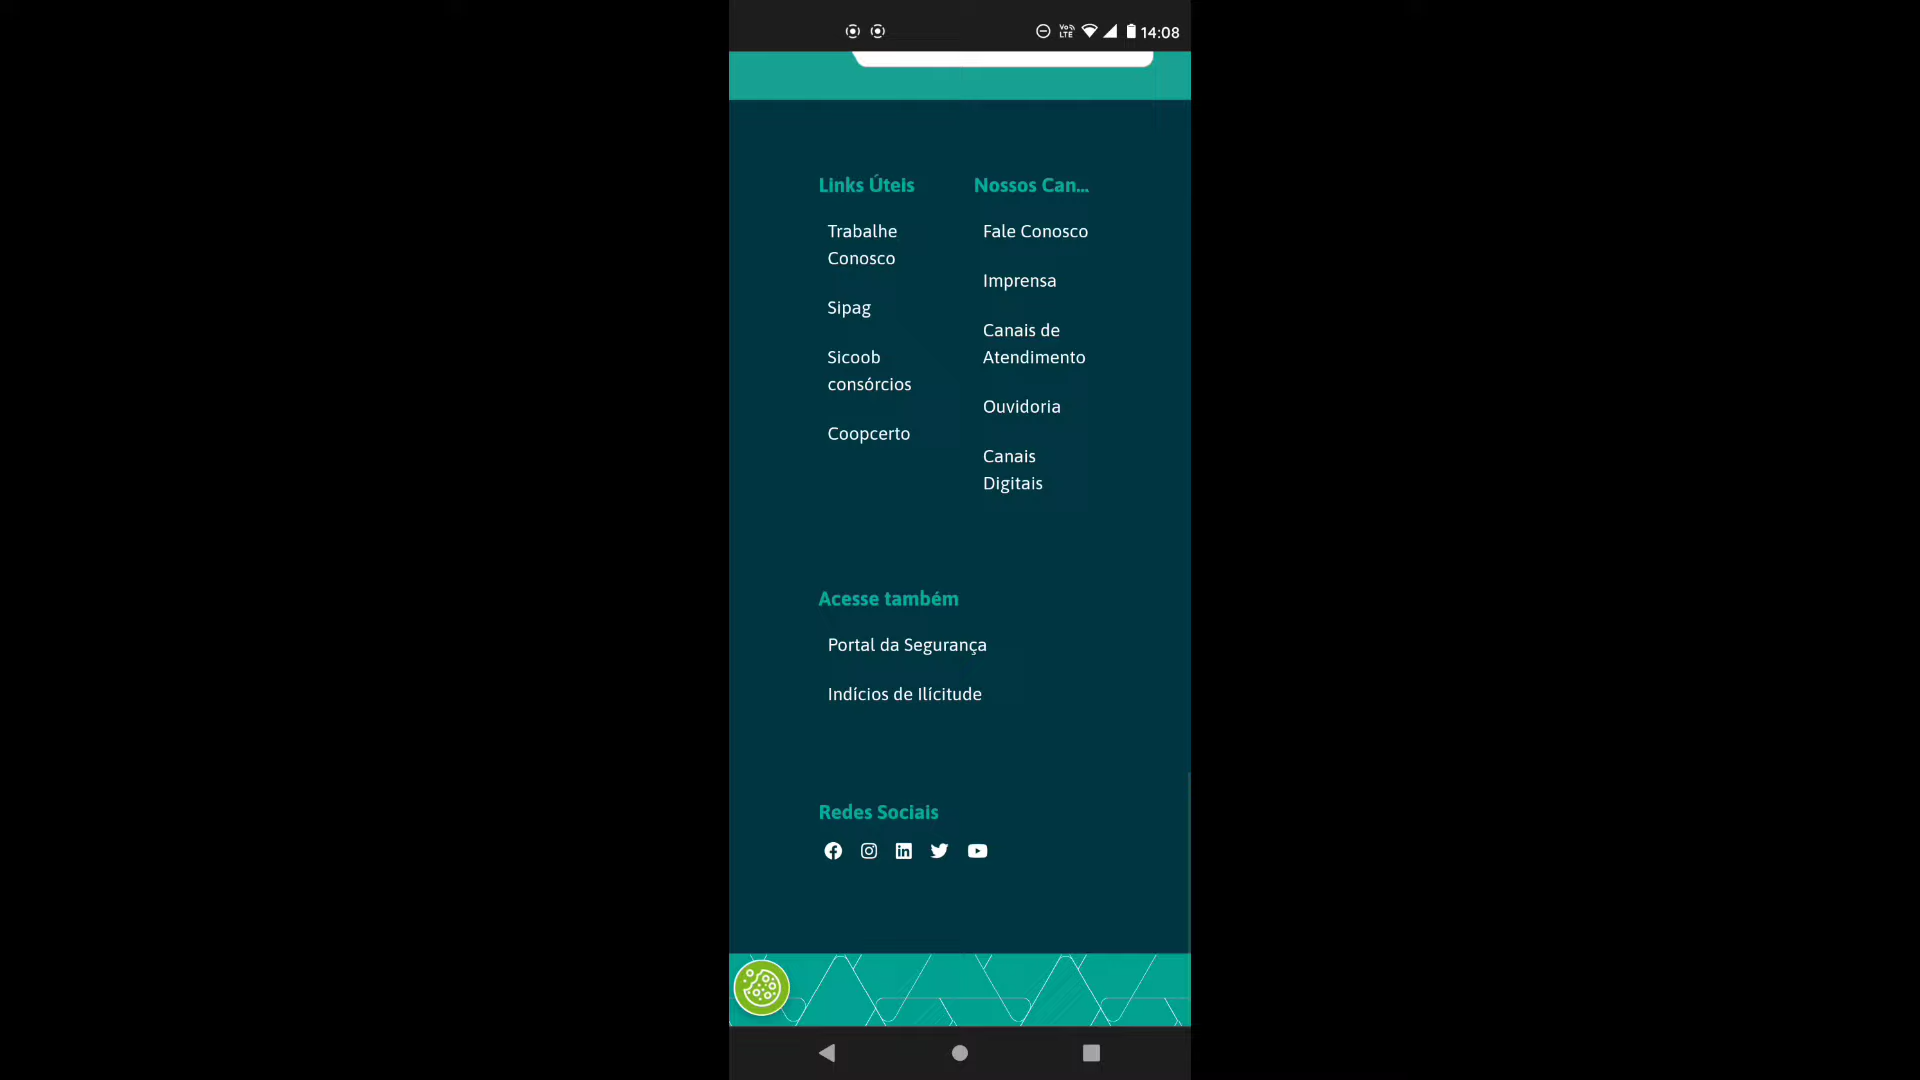 14:08
Links Úteis
Trabalhe
Conosco
Sipag
Sicoob
consórcios
Coopcerto
Nossos Can...
Fale Conosco
Imprensa
Canais de
Atendimento
Ouvidoria
Canais
Digitais
Acesse também
Portal da Segurança
Indícios de Ilícitude
Redes Sociais